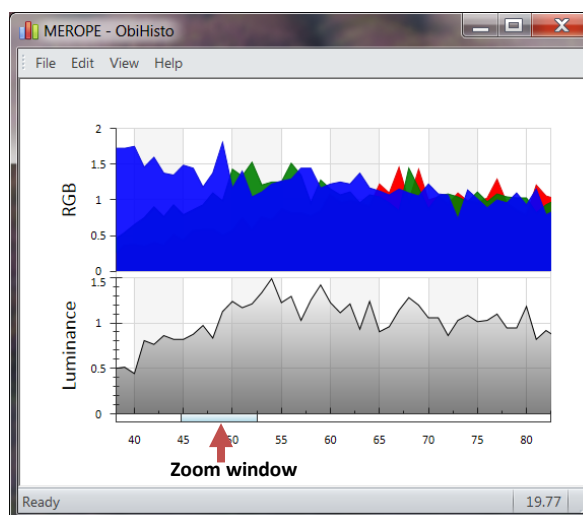 MEROPE - ObiHisto
File Edit View Help
2
1.5
1
0.5
0
RGB
1.5
1
0.5
0
Luminance
40 45 50 55 60 65 70 75 80
Zoom window
Ready 19.77